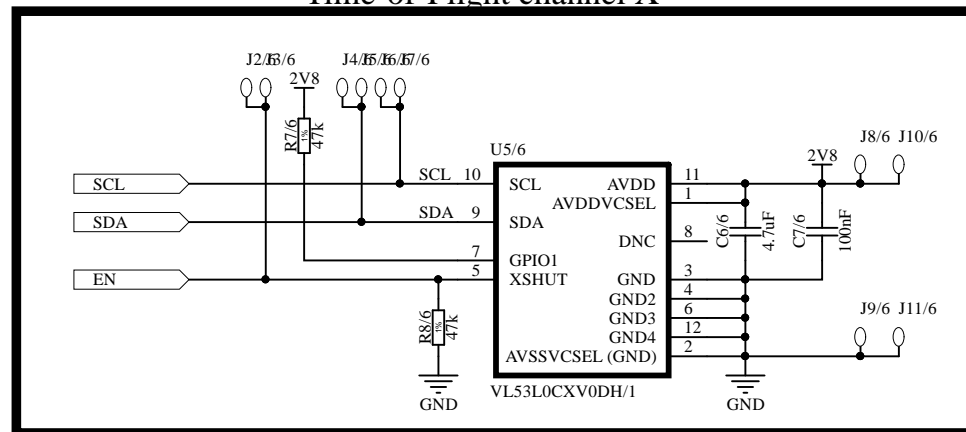 Time-of-Flight channel X
J2/6 J3/6 J4/6 J5/6 J6/6 J7/6
2V8
R7/6
1%
47k
U5/6
J8/6 J10/6
2V8
SCL SCL 10 SCL AVDD 11
AVDDVCSEL 1
SDA SDA 9 SDA
C6/6
4.7uF
C7/6
100nF
DNC 8
7 GPIO1
EN 5 XSHUT GND 3
GND2 4
GND3 6
GND4 12
AVSSVCSEL (GND) 2
R8/6
1%
47k
J9/6 J11/6
GND
VL53L0CXV0DH/1
GND